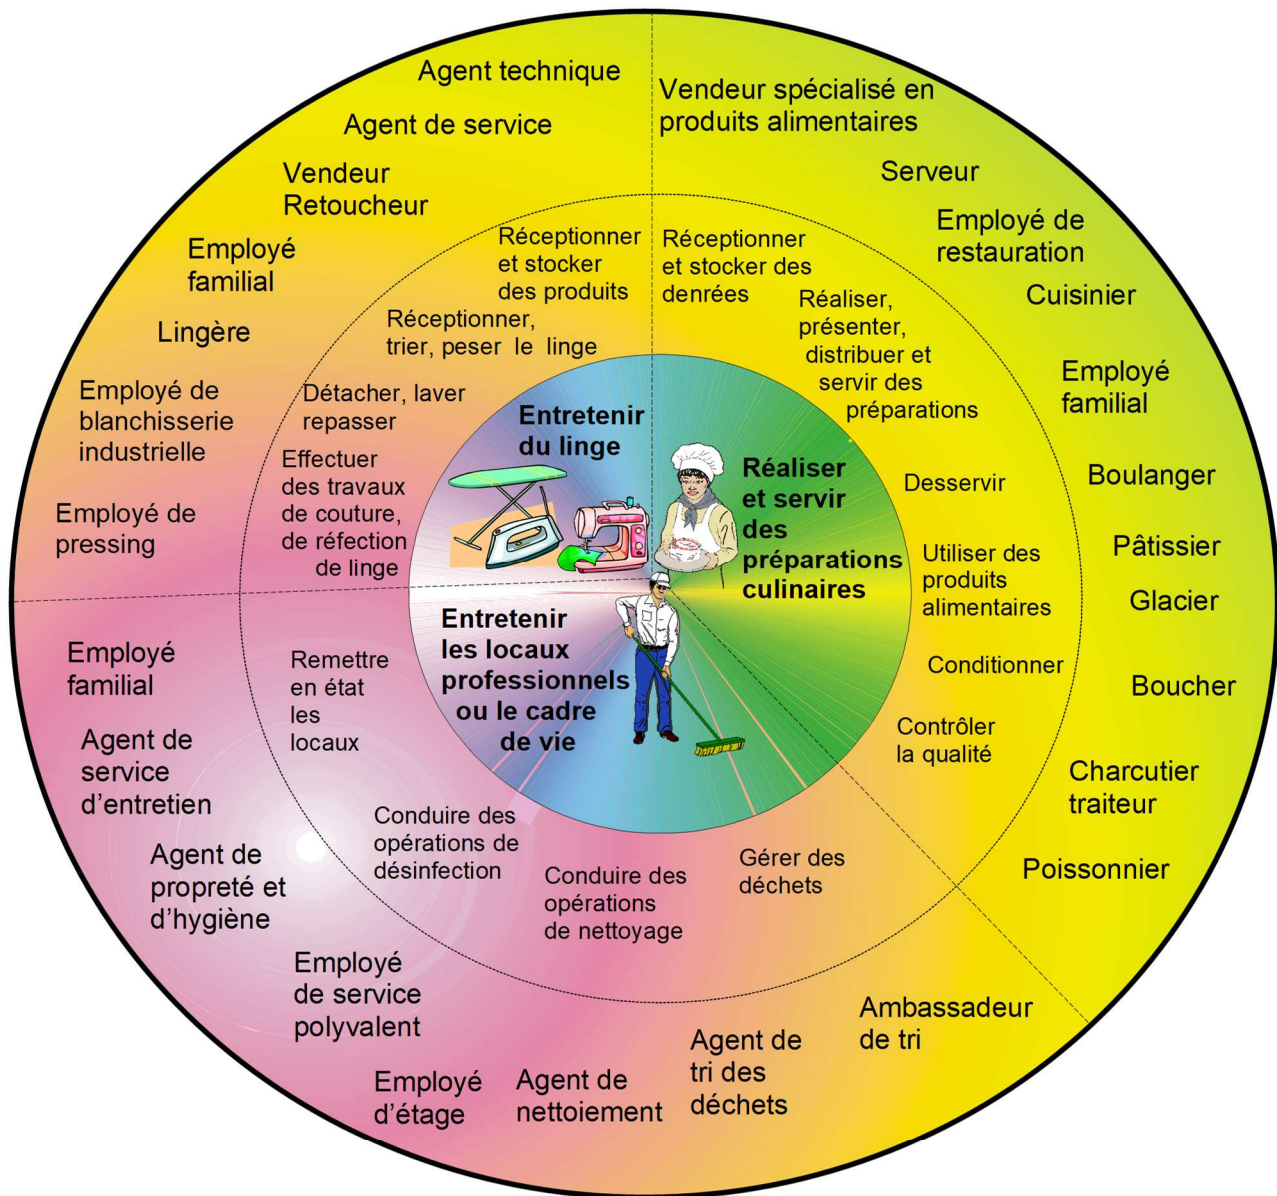 Agent technique
Agent de service
Vendeur
Retoucheur
Employé
familial
Lingère
Employé de
blanchisserie
industrielle
Employé de
pressing
Réceptionner
et stocker
des produits
Réceptionner,
trier, peser le linge
Détacher, laver
repasser
Effectuer
des travaux
de couture,
de réfection
de linge
Entretenir
du linge
Vendeur spécialisé en
produits alimentaires
Serveur
Employé de
restauration
Cuisinier
Employé
familial
Boulanger
Pâtissier
Glacier
Boucher
Charcutier
traiteur
Poissonnier
Réceptionner
et stocker des
denrées
Réaliser,
présenter,
distribuer et
servir des
préparations
Desservir
Utiliser des
produits
alimentaires
Conditionner
Contrôler
la qualité
Réaliser
et servir
des
préparations
culinaires
Entretenir
les locaux
professionnels
ou le cadre
de vie
Remettre
en état
les
locaux
Conduire des
opérations de
désinfection
Conduire des
opérations
de nettoyage
Gérer des
déchets
Employé
familial
Agent de
service
d’entretien
Agent de
propreté et
d’hygiène
Employé
de service
polyvalent
Employé
d’étage
Agent de
nettoiement
Agent de
tri des
déchets
Ambassadeur
de tri